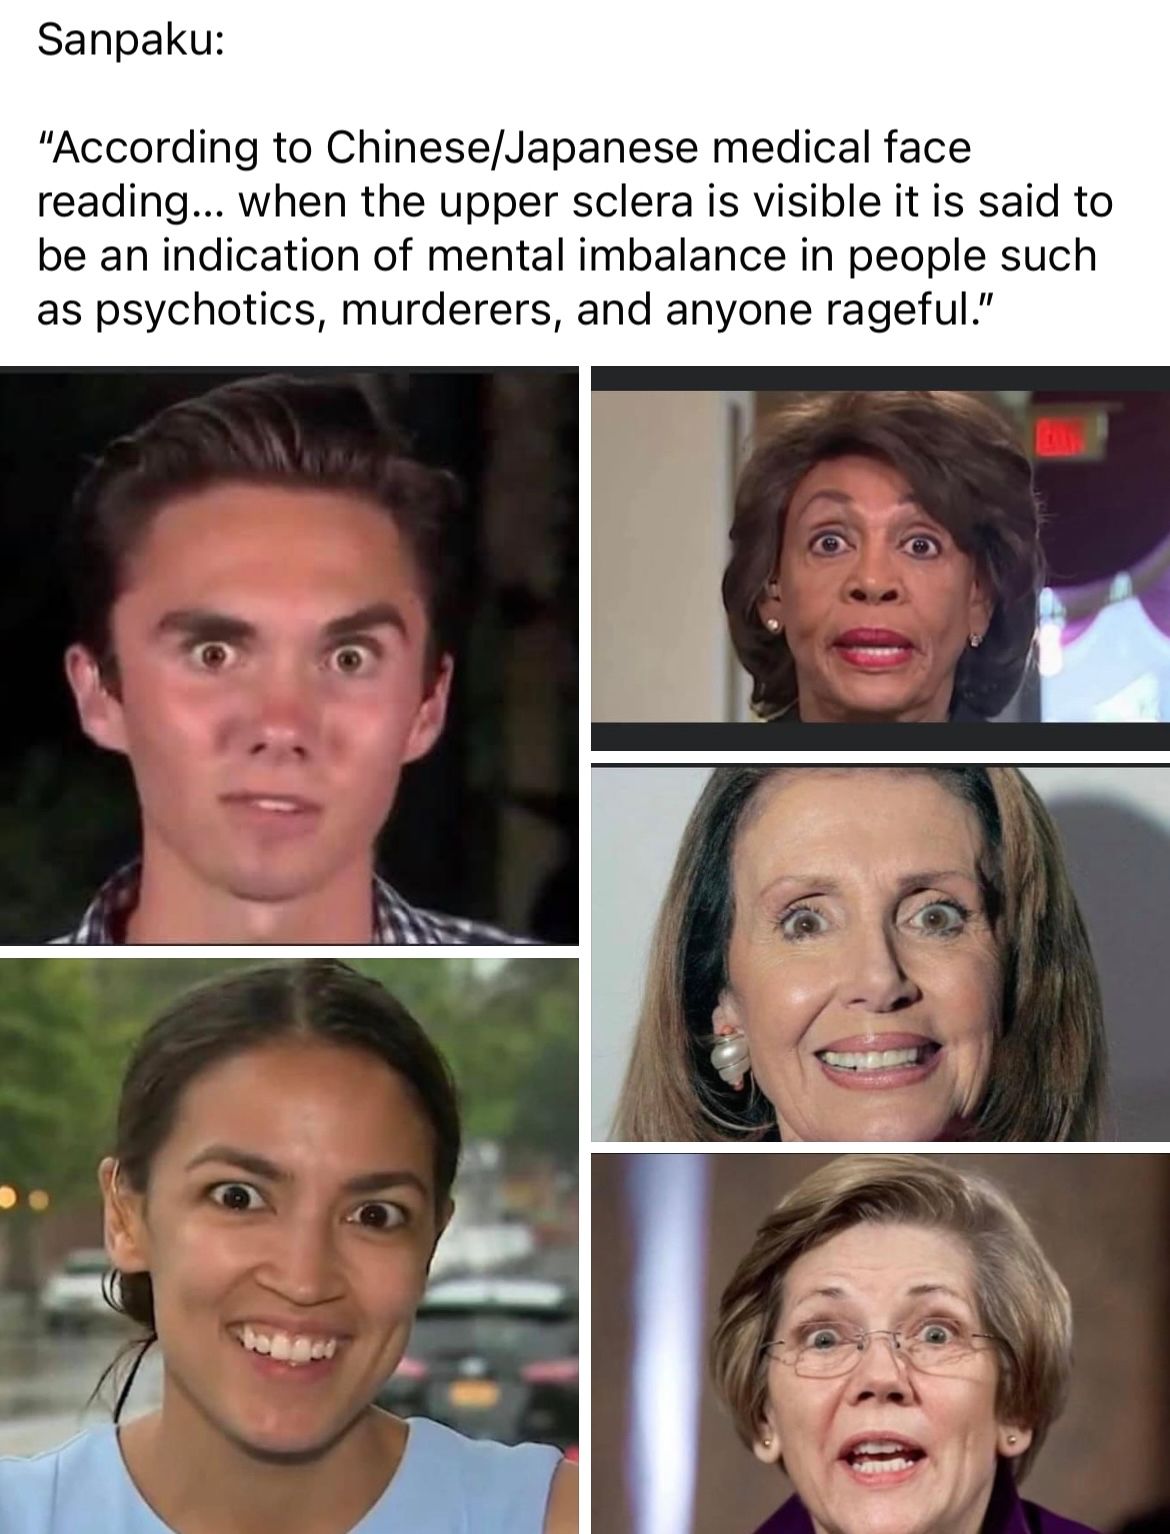 Sanpaku:
“According to Chinese/Japanese medical face
reading... when the upper sclera is visible it is said to
be an indication of mental imbalance in people such
as psychotics, murderers, and anyone rageful.”